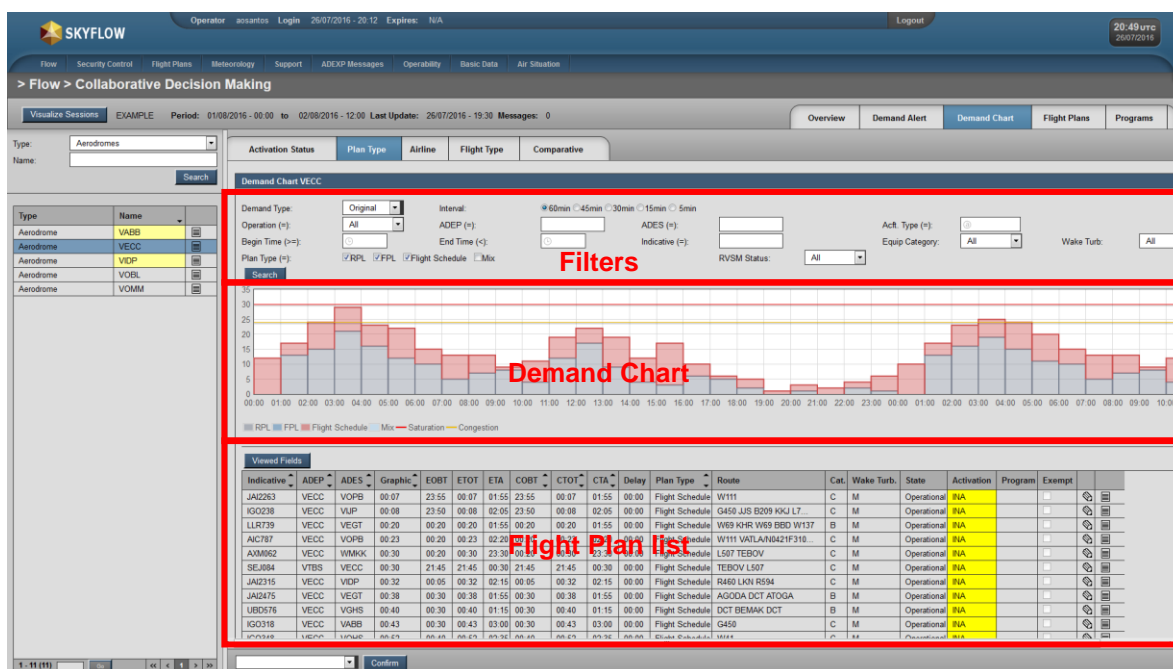 SKYFLOW
Operator aosantos Login 26/07/2016 - 20:12 Expires: N/A
Logout
20:49 UTC
26/07/2016
Flow Security Control Flight Plans Meteorology Support ADEXP Messages Operability Basic Data Air Situation
> Flow > Collaborative Decision Making
Visualize Sessions EXAMPLE Period: 01/08/2016 - 00:00 to 02/08/2016 - 12:00 Last Update: 26/07/2016 - 19:30 Messages: 0
Overview Demand Alert Demand Chart Flight Plans Programs
Type: Aerodromes
Name:
Search
Activation Status Plan Type Airline Flight Type Comparative
Demand Chart VECC
Type Name
Aerodrome VABB
Aerodrome VECC
Aerodrome VIDP
Aerodrome VOBL
Aerodrome VOMM
Demand Type: Original Interval: 60min 45min 30min 15min 5min
Operation (=): All ADEP (=): ADES (=): Acft. Type (=):
Begin Time (>=): End Time (<): Indicative (=): Equip Category: All Wake Turb: All
Plan Type (=): RPL FPL Flight Schedule Mix RVSM Status: All
Search
Filters
35
30
25
20
15
10
5
0
Demand Chart
00:00 01:00 02:00 03:00 04:00 05:00 06:00 07:00 08:00 09:00 10:00 11:00 12:00 13:00 14:00 15:00 16:00 17:00 18:00 19:00 20:00 21:00 22:00 23:00 00:00 01:00 02:00 03:00 04:00 05:00 06:00 07:00 08:00 09:00 10:0
RPL FPL Flight Schedule Mix Saturation Congestion
Viewed Fields
Indicative ADEP ADES Graphic EOBT ETOT ETA COBT CTOT CTA Delay Plan Type Route Cat. Wake Turb. State Activation Program Exempt
JAI2263 VECC VOPB 00:07 23:55 00:07 01:55 23:55 00:07 01:55 00:00 Flight Schedule W111 C M Operational INA
IGO238 VECC VIJP 00:08 23:50 00:08 02:05 23:50 00:08 02:05 00:00 Flight Schedule G450 JJS B209 KKJ L7... C M Operational INA
LLR739 VECC VEGT 00:20 00:20 00:20 01:55 00:20 00:20 01:55 00:00 Flight Schedule W69 KHR W69 BBD W137 B M Operational INA
AIC787 VECC VOPB 00:23 00:20 00:23 02:20 00:23 00:00 Flight Schedule W111 VATLA/N0421F310... C M Operational INA
Flight Plan list
AXM062 VECC WMKK 00:30 00:20 00:30 23:30 00:20 00:30 23:30 00:00 Flight Schedule L507 TEBOV C M Operational INA
SEJ084 VTBS VECC 00:30 21:45 21:45 00:30 21:45 21:45 00:30 00:00 Flight Schedule TEBOV L507 C M Operational INA
JAI2315 VECC VIDP 00:32 00:05 00:32 02:15 00:05 00:32 02:15 00:00 Flight Schedule R460 LKN R594 C M Operational INA
JAI2475 VECC VEGT 00:38 00:30 00:38 01:55 00:30 00:38 01:55 00:00 Flight Schedule AGODA DCT ATOGA B M Operational INA
UBD576 VECC VGHS 00:40 00:30 00:40 01:15 00:30 00:40 01:15 00:00 Flight Schedule DCT BEMAK DCT B M Operational INA
IGO318 VECC VABB 00:43 00:30 00:43 03:00 00:30 00:43 03:00 00:00 Flight Schedule G450 C M Operational INA
1 - 11 (11) << < 1 > >>
Confirm